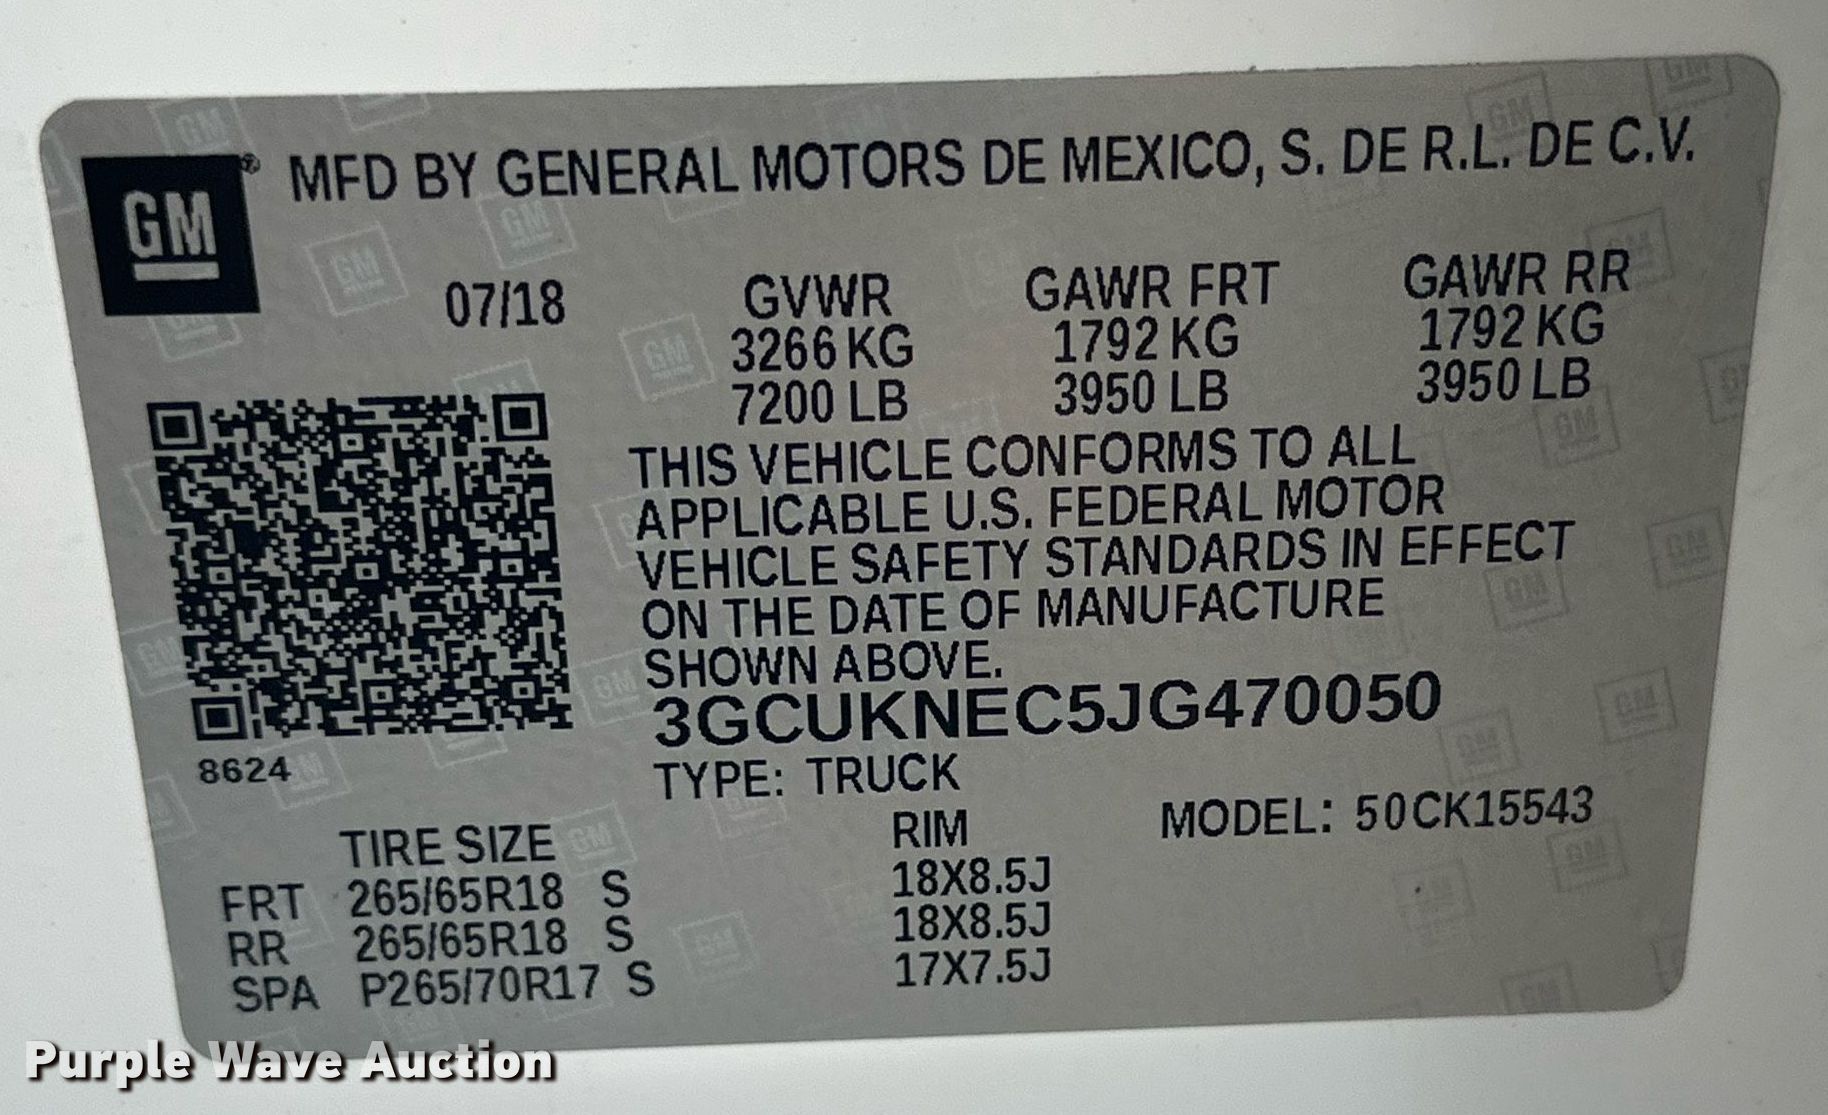 GM® MFD BY GENERAL MOTORS DE MEXICO, S. DE R.L. DE C.V.
07/18 GVWR GAWR FRT GAWR RR
3266 KG 1792 KG 1792 KG
7200 LB 3950 LB 3950 LB
THIS VEHICLE CONFORMS TO ALL
APPLICABLE U.S. FEDERAL MOTOR
VEHICLE SAFETY STANDARDS IN EFFECT
ON THE DATE OF MANUFACTURE
SHOWN ABOVE.
3GCUKNEC5JG470050
8624
TYPE: TRUCK
MODEL: 50CK15543
TIRE SIZE RIM
FRT 265/65R18 S 18X8.5J
RR 265/65R18 S 18X8.5J
SPA P265/70R17 S 17X7.5J
Purple Wave Auction